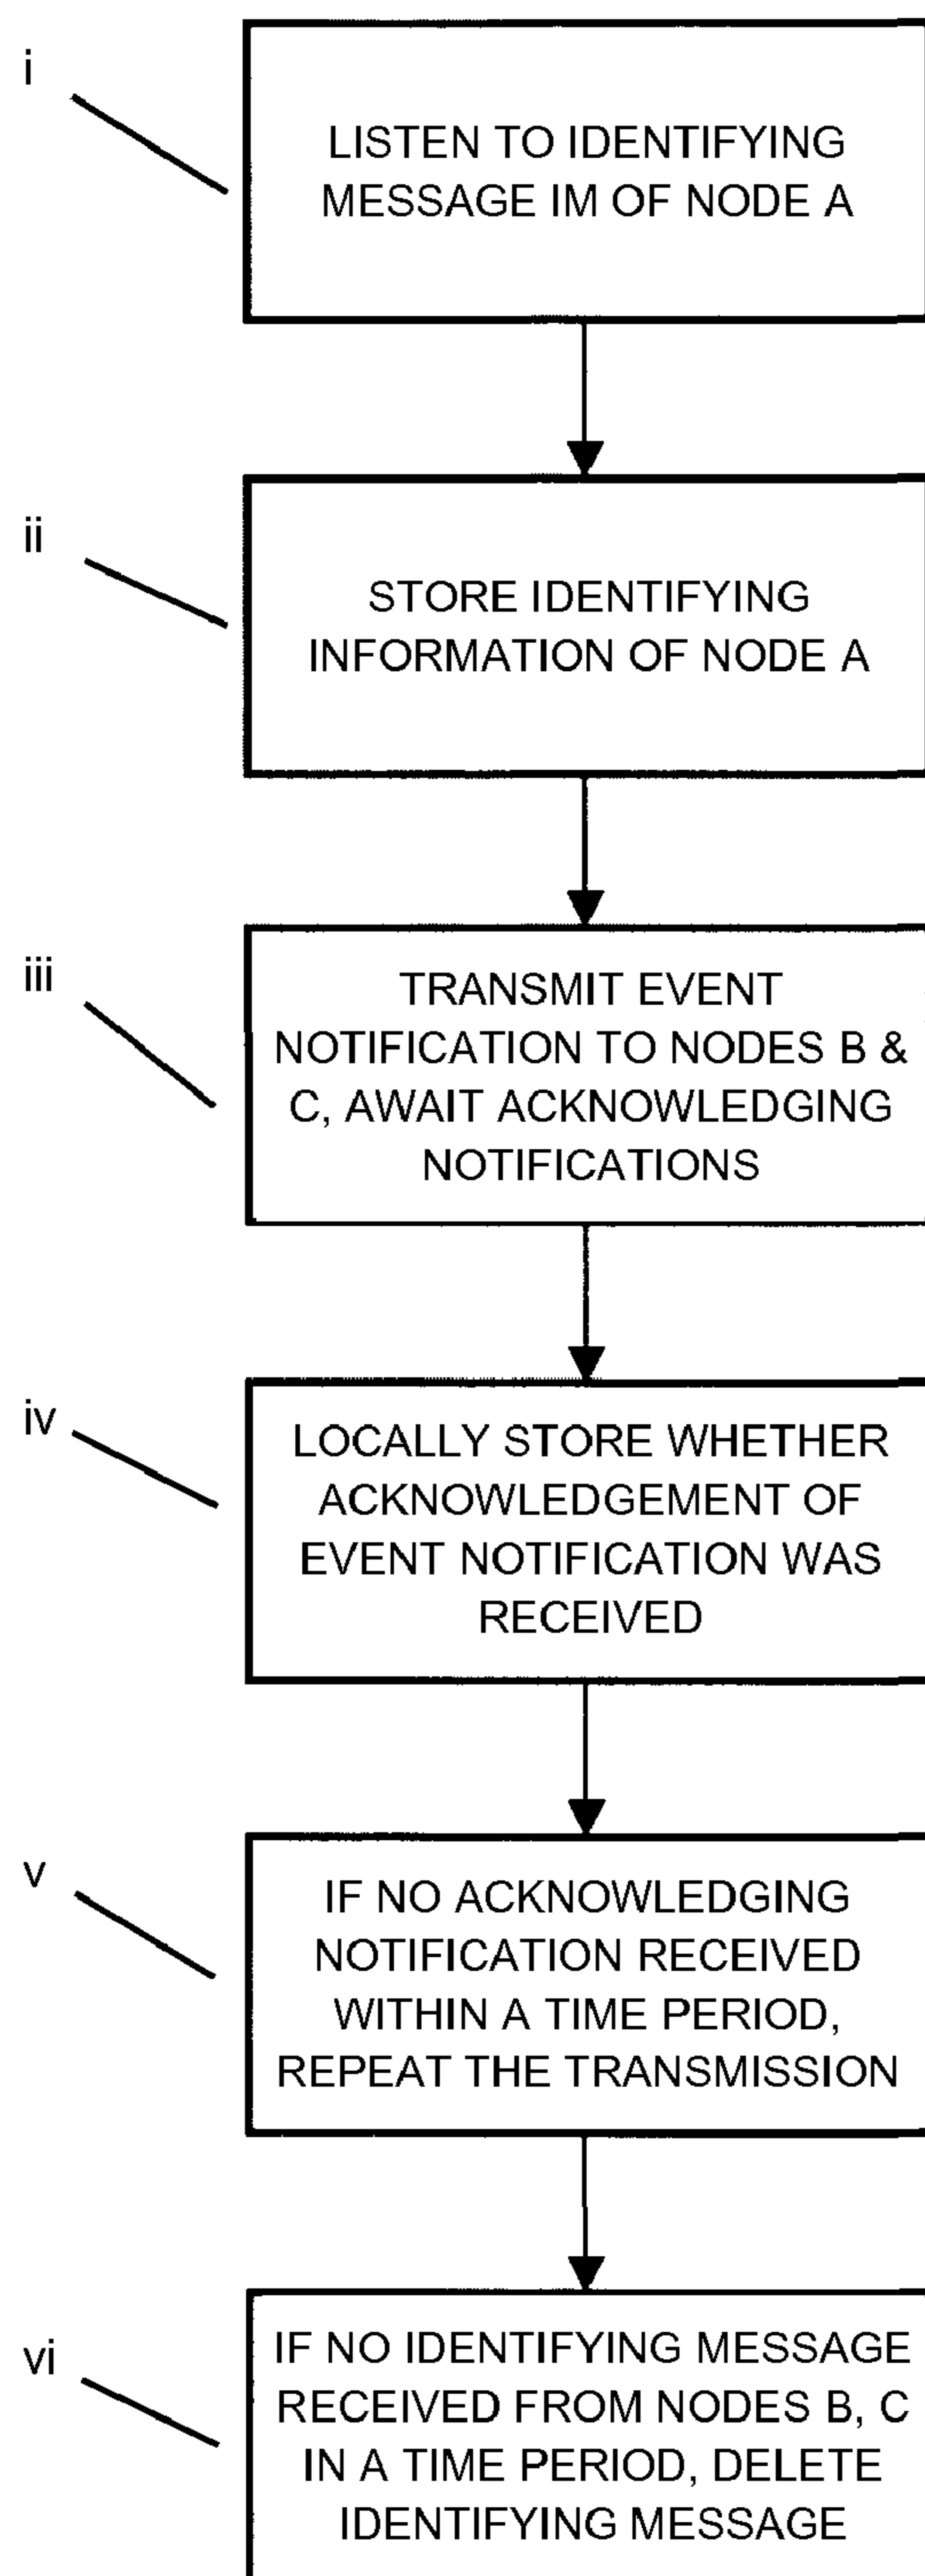 i
LISTEN TO IDENTIFYING
MESSAGE IM OF NODE A
ii
STORE IDENTIFYING
INFORMATION OF NODE A
iii
TRANSMIT EVENT
NOTIFICATION TO NODES B &
C, AWAIT ACKNOWLEDGING
NOTIFICATIONS
iv
LOCALLY STORE WHETHER
ACKNOWLEDGEMENT OF
EVENT NOTIFICATION WAS
RECEIVED
v
IF NO ACKNOWLEDGING
NOTIFICATION RECEIVED
WITHIN A TIME PERIOD,
REPEAT THE TRANSMISSION
vi
IF NO IDENTIFYING MESSAGE
RECEIVED FROM NODES B, C
IN A TIME PERIOD, DELETE
IDENTIFYING MESSAGE